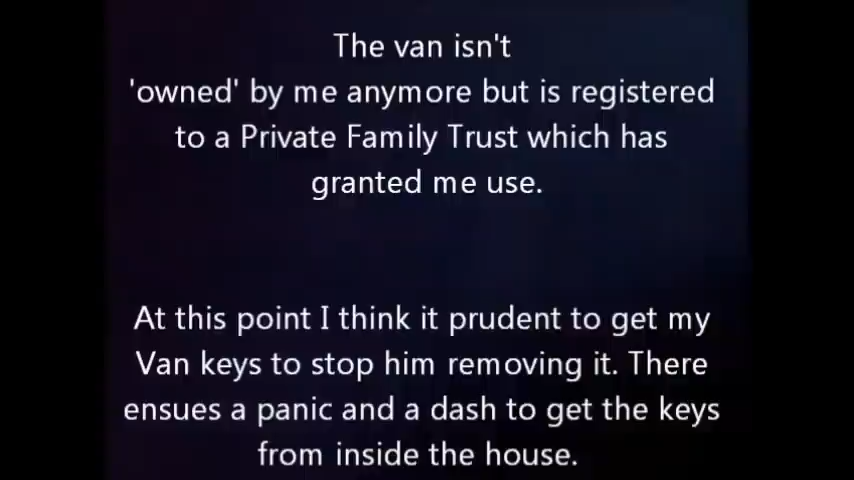 The van isn't
'owned' by me anymore but is registered
to a Private Family Trust which has
granted me use.
At this point I think it prudent to get my
Van keys to stop him removing it. There
ensues a panic and a dash to get the keys
from inside the house.